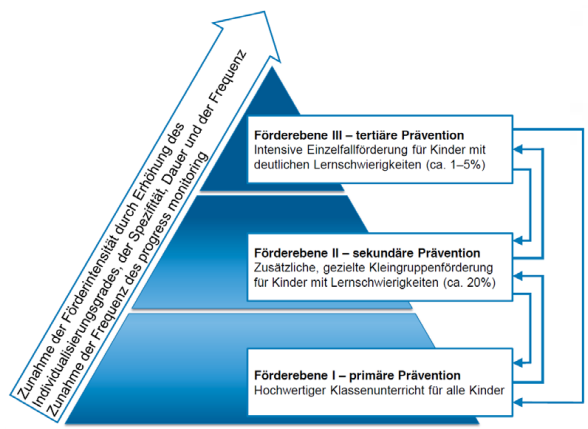 Zunahme der Förderintensität durch Erhöhung des
Individualisierungsgrades, der Spezifität, Dauer und der Frequenz
Zunahme der Frequenz des progress monitoring
Förderebene III – tertiäre Prävention
Intensive Einzelfallförderung für Kinder mit
deutlichen Lernschwierigkeiten (ca. 1–5%)
Förderebene II – sekundäre Prävention
Zusätzliche, gezielte Kleingruppenförderung
für Kinder mit Lernschwierigkeiten (ca. 20%)
Förderebene I – primäre Prävention
Hochwertiger Klassenunterricht für alle Kinder